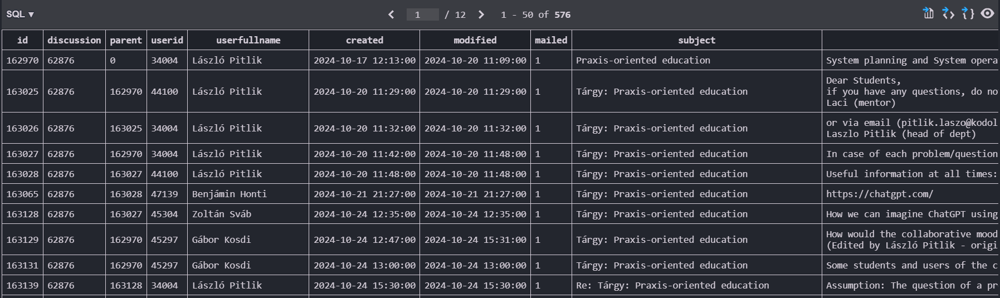 SQL ▼ 1 / 12 1 - 50 of 576
id discussion parent userid userfullname created modified mailed subject
162970 62876 0 34004 László Pitlik 2024-10-17 12:13:00 2024-10-20 11:09:00 1 Praxis-oriented education System planning and System opera
Dear Students,
163025 62876 162970 44100 László Pitlik 2024-10-20 11:29:00 2024-10-20 11:29:00 1 Tárgy: Praxis-oriented education if you have any questions, do no
Laci (mentor)
163026 62876 163025 34004 László Pitlik 2024-10-20 11:32:00 2024-10-20 11:32:00 1 Tárgy: Praxis-oriented education or via email (pitlik.laszo@kodol
Laszlo Pitlik (head of dept)
163027 62876 162970 34004 László Pitlik 2024-10-20 11:42:00 2024-10-20 11:48:00 1 Tárgy: Praxis-oriented education In case of each problem/question
163028 62876 163027 44100 László Pitlik 2024-10-20 11:48:00 2024-10-20 11:48:00 1 Tárgy: Praxis-oriented education Useful information at all times:
163065 62876 163028 47139 Benjámin Honti 2024-10-21 21:27:00 2024-10-21 21:27:00 1 Tárgy: Praxis-oriented education https://chatgpt.com/
163128 62876 163027 45304 Zoltán Sváb 2024-10-24 12:35:00 2024-10-24 12:35:00 1 Tárgy: Praxis-oriented education How we can imagine ChatGPT using
163129 62876 162970 45297 Gábor Kosdi 2024-10-24 12:47:00 2024-10-24 15:31:00 1 Tárgy: Praxis-oriented education How would the collaborative mood
(Edited by László Pitlik - origi
163131 62876 162970 45297 Gábor Kosdi 2024-10-24 13:00:00 2024-10-24 13:00:00 1 Tárgy: Praxis-oriented education Some students and users of the c
163139 62876 163128 34004 László Pitlik 2024-10-24 15:30:00 2024-10-24 15:30:00 1 Re: Tárgy: Praxis-oriented education Assumption: The question of a pr